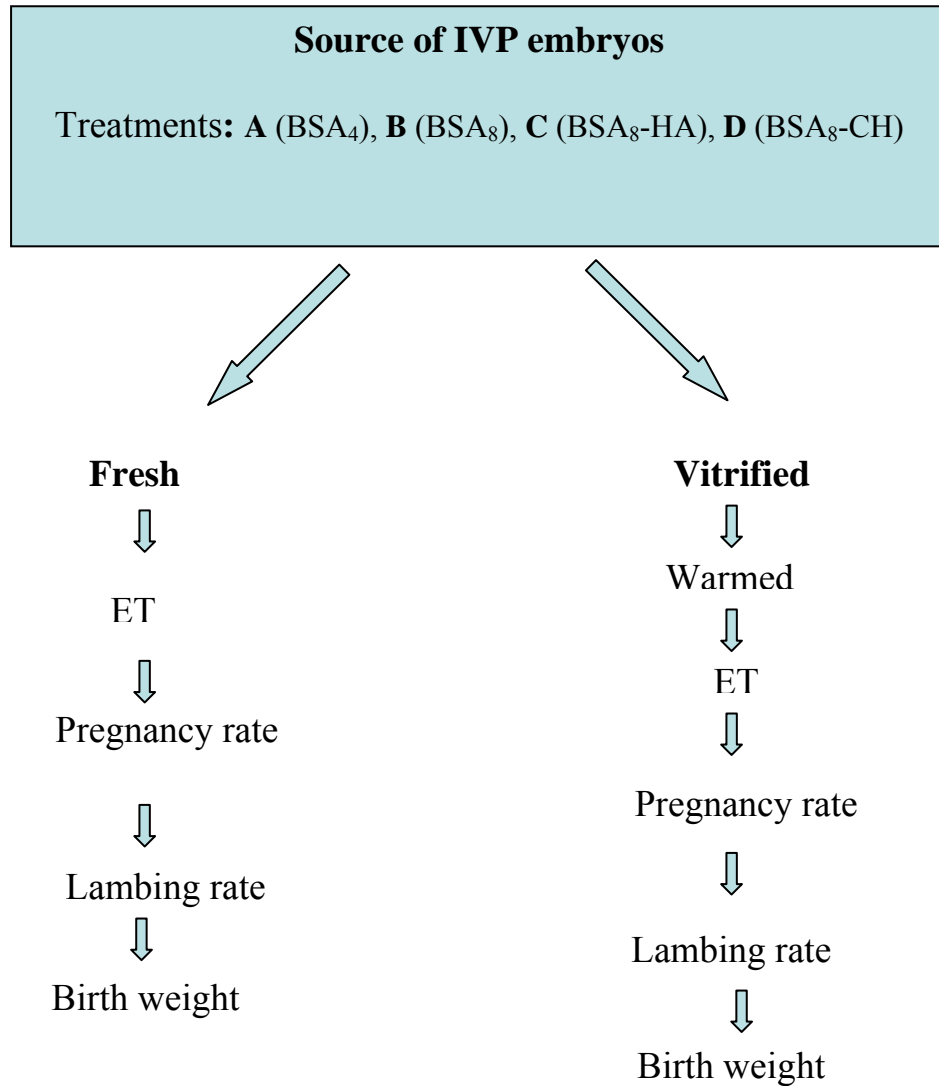 Source of IVP embryos
Treatments: A (BSA₄), B (BSA₈), C (BSA₈-HA), D (BSA₈-CH)
Fresh
ET
Pregnancy rate
Lambing rate
Birth weight
Vitrified
Warmed
ET
Pregnancy rate
Lambing rate
Birth weight